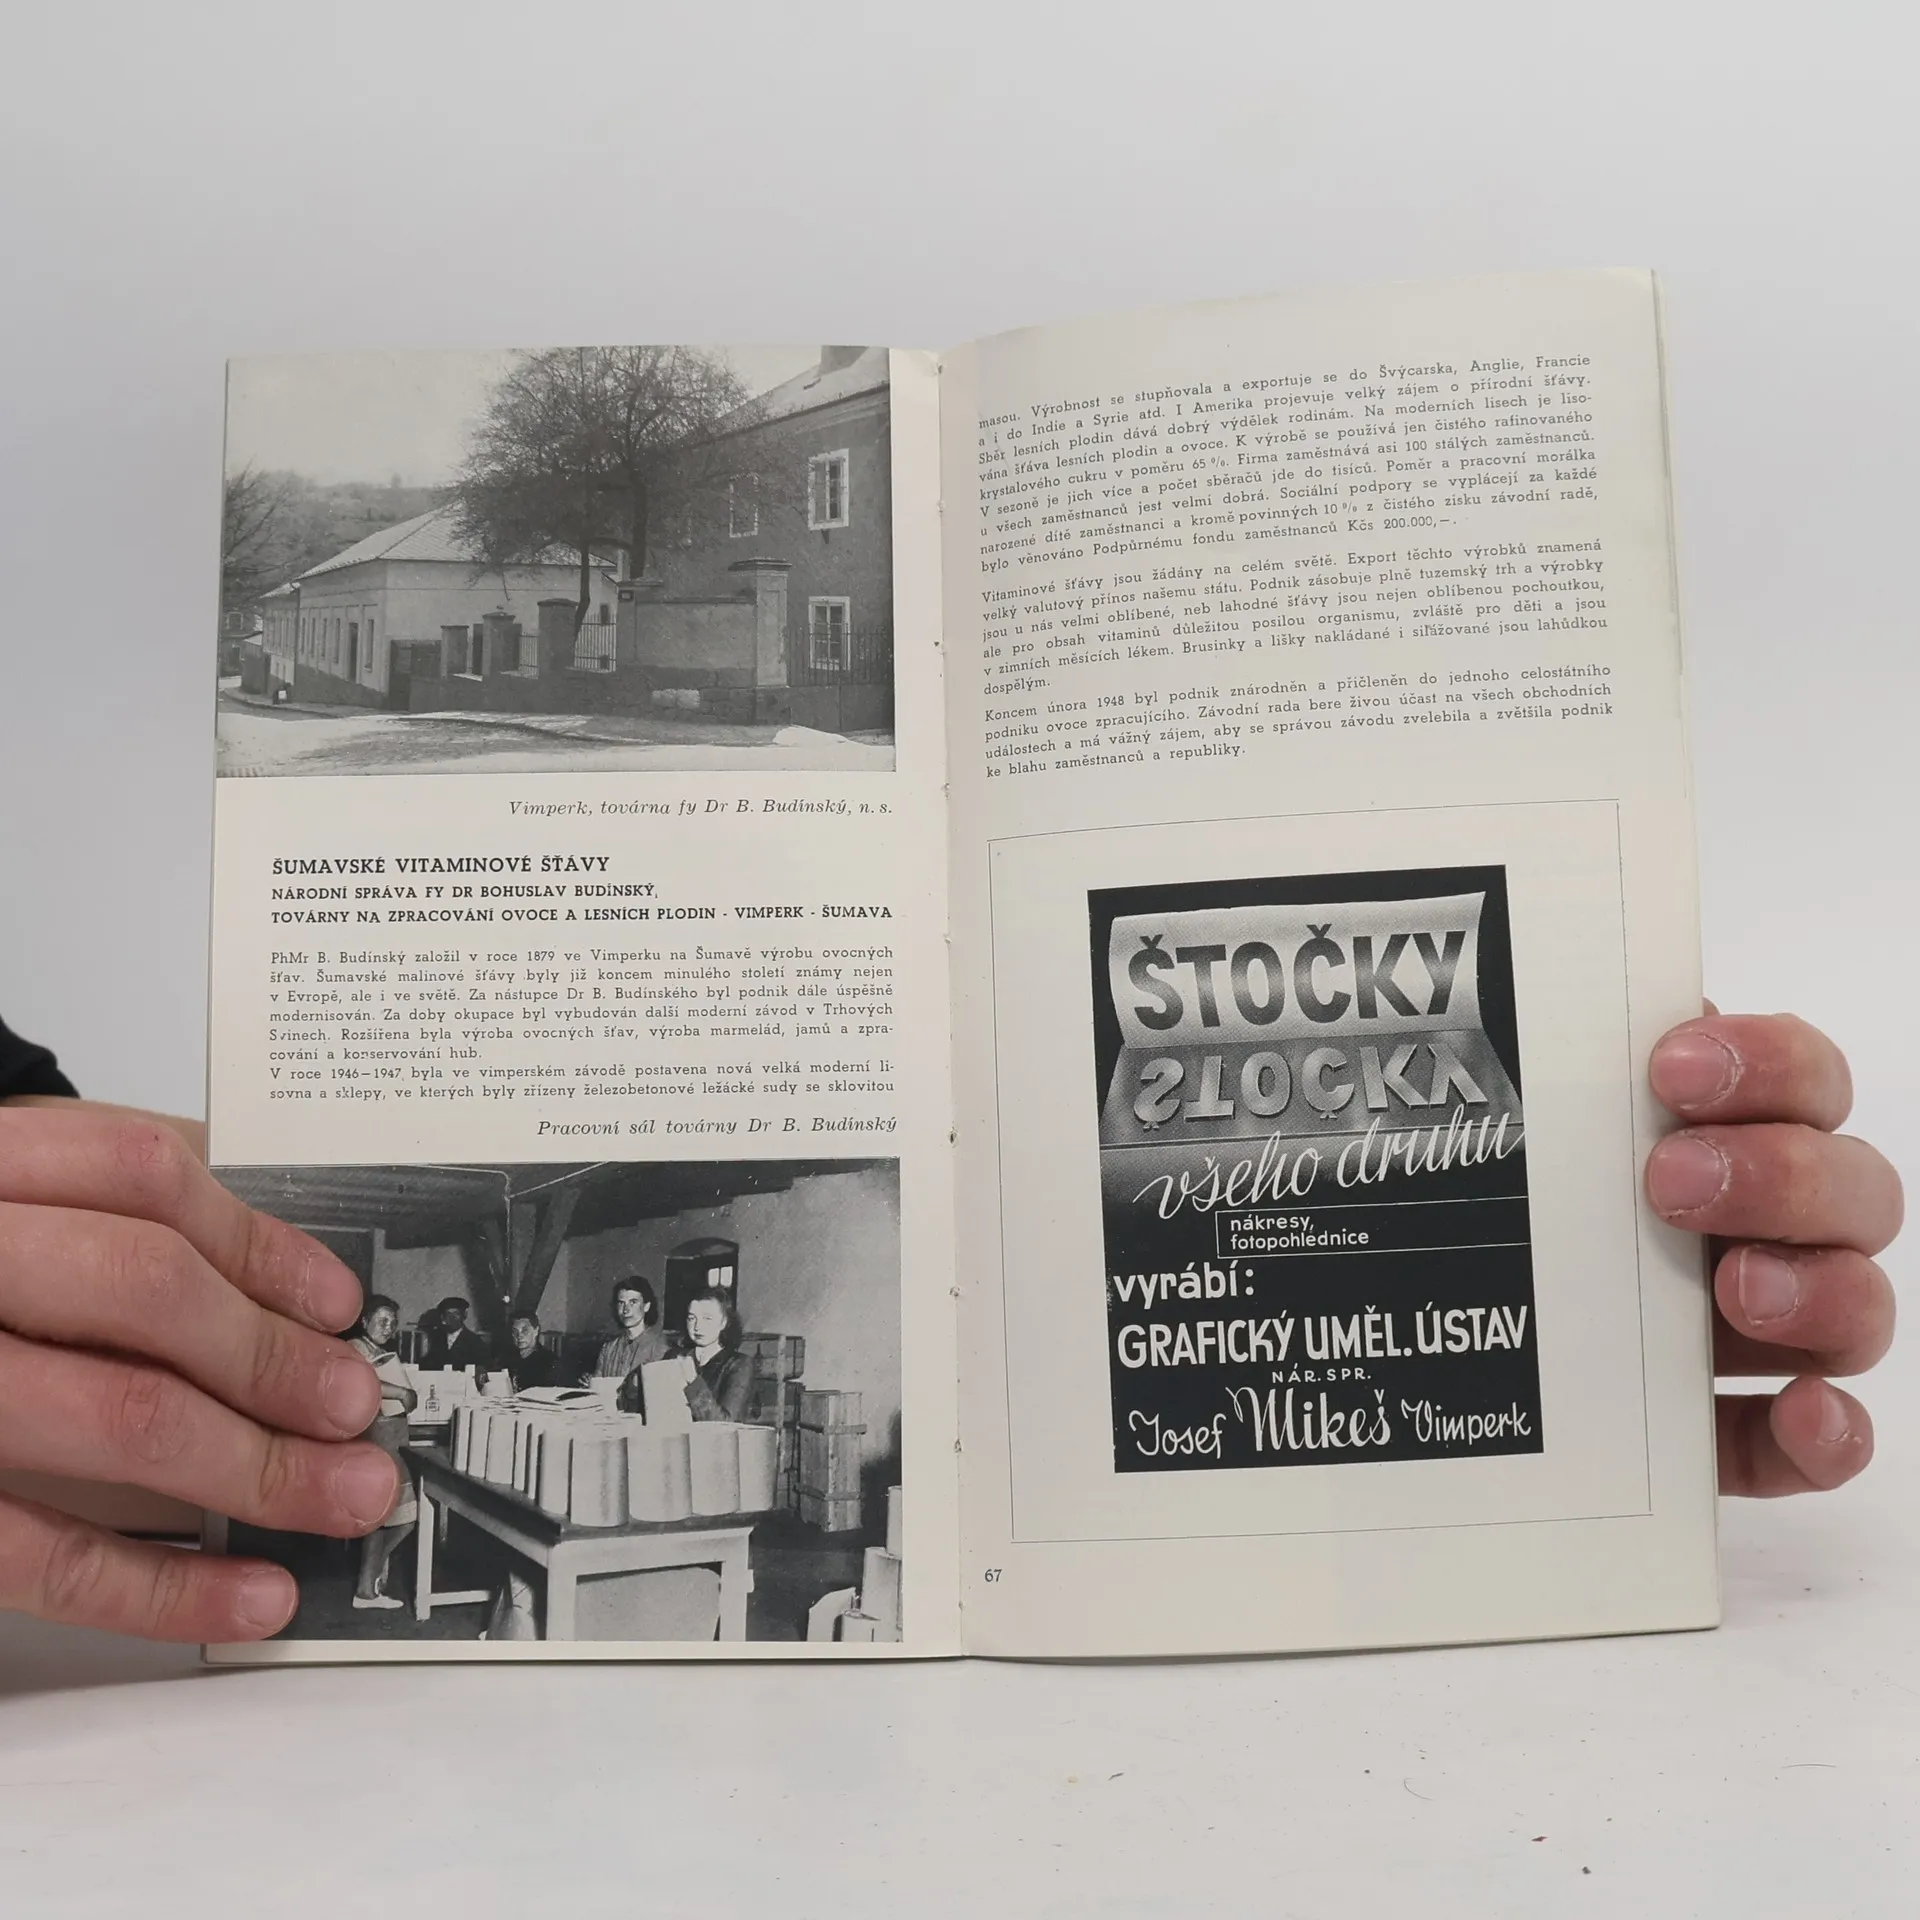 Vimperk, továrna fy Dr B. Budínský, n. s.
ŠUMAVSKÉ VITAMINOVÉ ŠŤÁVY
NÁRODNÍ SPRÁVA FY DR BOHUSLAV BUDÍNSKÝ,
TOVÁRNY NA ZPRACOVÁNÍ OVOCE A LESNÍCH PLODIN - VIMPERK - ŠUMAVA
PhMr B. Budínský založil v roce 1879 ve Vimperku na Šumavě výrobu ovocných
šťav. Šumavské malinové šťávy byly již koncem minulého století známy nejen
v Evropě, ale i ve světě. Za nástupce Dr B. Budínského byl podnik dále úspěšně
modernisován. Za doby okupace byl vybudován další moderní závod v Trhových
Svinech. Rozšířena byla výroba ovocných šťav, výroba marmelád, jamů a zpra-
cování a konservování hub.
V roce 1946–1947 byla ve vimperském závodě postavena nová velká moderní li-
sovna a sklepy, ve kterých byly zřízeny železobetonové ležácké sudy se sklovitou
Pracovní sál továrny Dr B. Budínský
masou. Výrobnost se stupňovala a exportuje se do Švýcarska, Anglie, Francie
a i do Indie a Syrie atd. I Amerika projevuje velký zájem o přírodní šťávy.
Sběr lesních plodin dává dobrý výdělek rodinám. Na moderních lisech je liso-
vána šťáva lesních plodin a ovoce. K výrobě se používá jen čistého rafinovaného
krystalového cukru v poměru 65 %. Firma zaměstnává asi 100 stálých zaměstnanců.
V sezoně je jich více a počet sběračů jde do tisíců. Poměr a pracovní morálka
u všech zaměstnanců jest velmi dobrá. Sociální podpory se vyplácejí za každé
narozené dítě zaměstnanci a kromě povinných 10 % z čistého zisku závodní radě,
bylo věnováno Podpůrnému fondu zaměstnanců Kčs 200.000,–.
Vitaminové šťávy jsou žádány na celém světě. Export těchto výrobků znamená
velký valutový přínos našemu státu. Podnik zásobuje plně tuzemský trh a výrobky
jsou u nás velmi oblíbené, neb lahodné šťávy jsou nejen oblíbenou pochoutkou,
ale pro obsah vitaminů důležitou posilou organismu, zvláště pro děti a jsou
v zimních měsících lékem. Brusinky a lišky nakládané i silážované jsou lahůdkou
dospělým.
Koncem února 1948 byl podnik znárodněn a přičleněn do jednoho celostátního
podniku ovoce zpracujícího. Závodní rada bere živou účast na všech obchodních
událostech a má vážný zájem, aby se správou závodu zvelebila a zvětšila podnik
ke blahu zaměstnanců a republiky.
ŠTOČKY
ŠTOČKY
všeho druhu
nákresy,
fotopohlednice
vyrábí:
GRAFICKÝ UMĚL. ÚSTAV
NÁR. SPR.
Josef Mikeš Vimperk
67